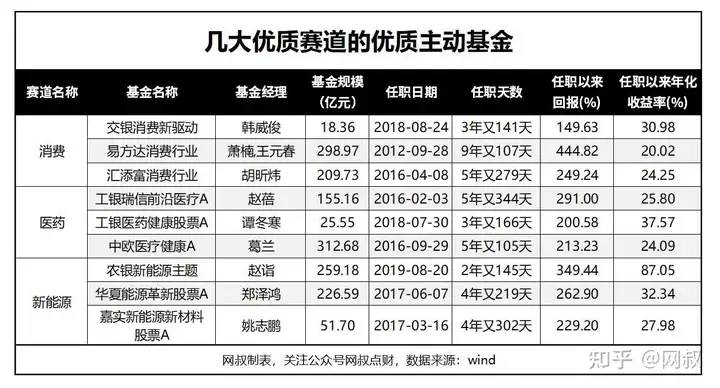 几大优质赛道的优质主动基金
赛道名称 基金名称 基金经理 基金规模（亿元） 任职日期 任职天数 任职以来回报(%) 任职以来年化收益率(%)
消费 交银消费新驱动 韩威俊 18.36 2018-08-24 3年又141天 149.63 30.98
易方达消费行业 萧楠,王元春 298.97 2012-09-28 9年又107天 444.82 20.02
汇添富消费行业 胡昕炜 209.73 2016-04-08 5年又279天 249.24 24.25
医药 工银瑞信前沿医疗A 赵蓓 155.16 2016-02-03 5年又344天 291.00 25.80
工银医药健康股票A 谭冬寒 25.55 2018-07-30 3年又166天 200.58 37.57
中欧医疗健康A 葛兰 312.68 2016-09-29 5年又105天 213.23 24.09
新能源 农银新能源主题 赵诣 259.18 2019-08-20 2年又145天 349.44 87.05
华夏能源革新股票A 郑泽鸿 226.59 2017-06-07 4年又219天 262.90 32.34
嘉实新能源新材料股票A 姚志鹏 51.70 2017-03-16 4年又302天 229.20 27.98
网叔制表，关注公众号网叔点财，数据来源：wind
知乎 @网叔